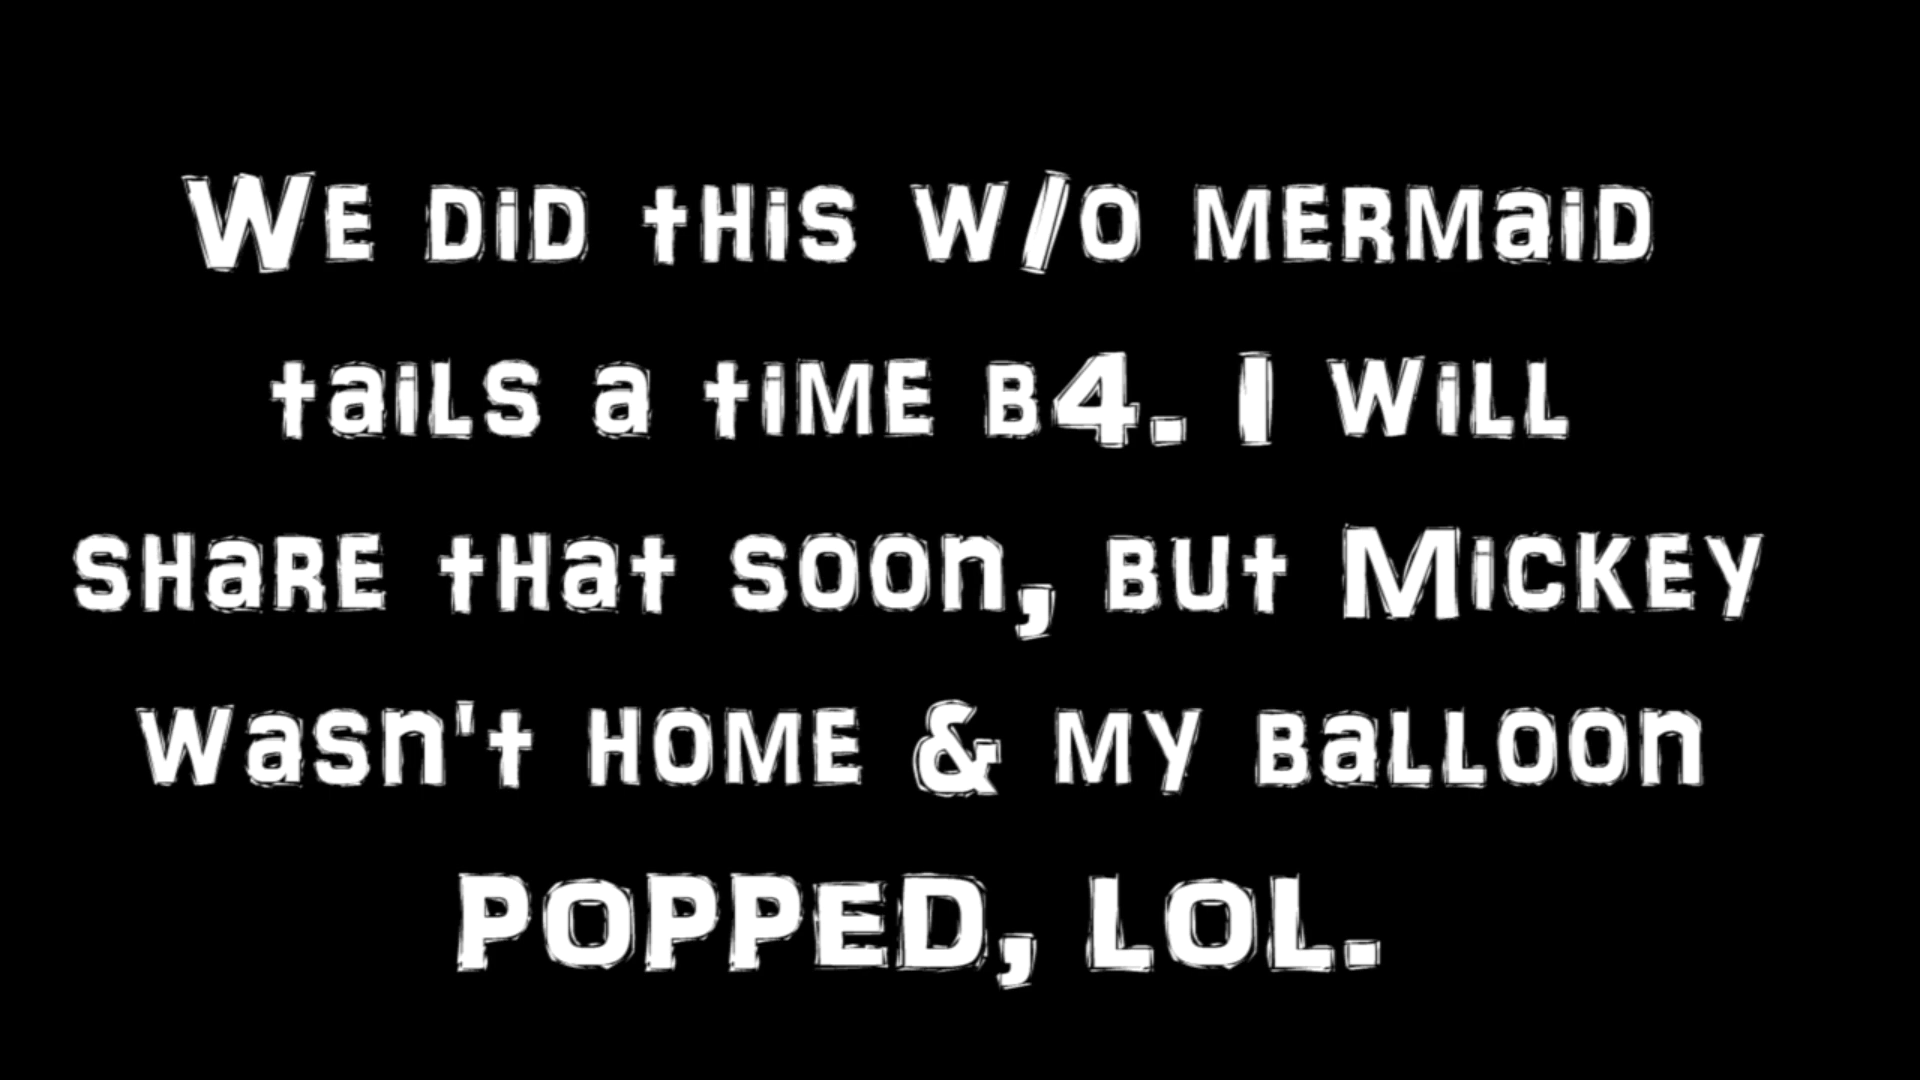 We did this w/o mermaid
tails a time b4. I will
share that soon, but Mickey
wasn't home & my balloon
POPPED, LOL.